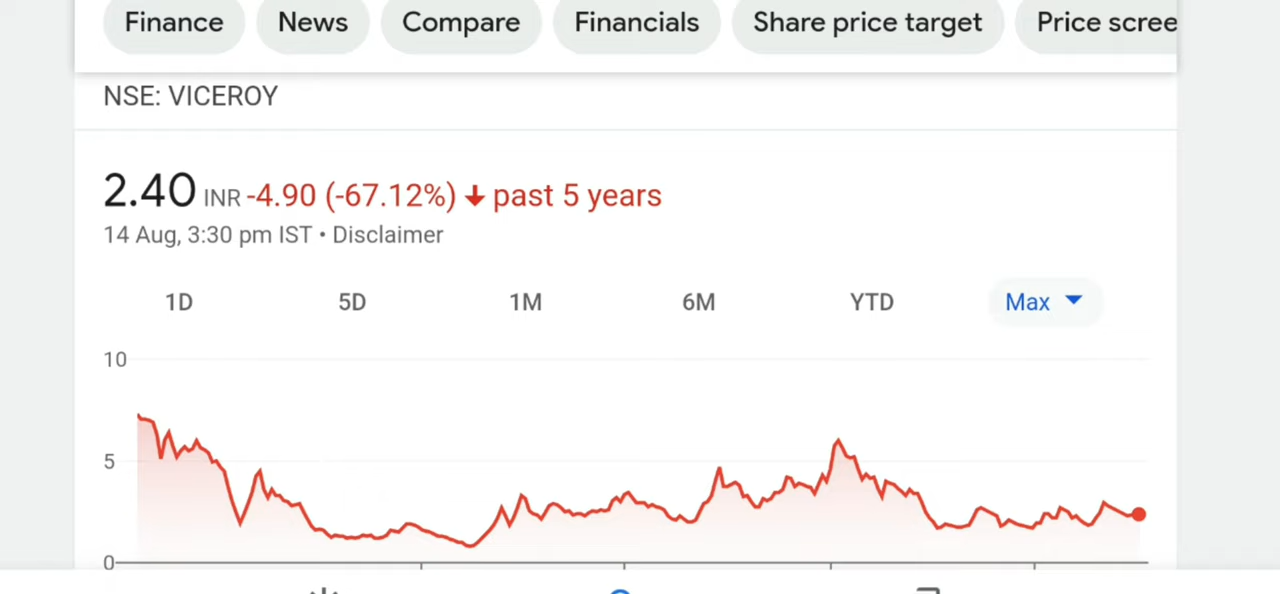 Finance News Compare Financials Share price target Price scree
NSE: VICEROY
2.40 INR -4.90 (-67.12%) ↓ past 5 years
14 Aug, 3:30 pm IST • Disclaimer
1D 5D 1M 6M YTD Max
10
5
0